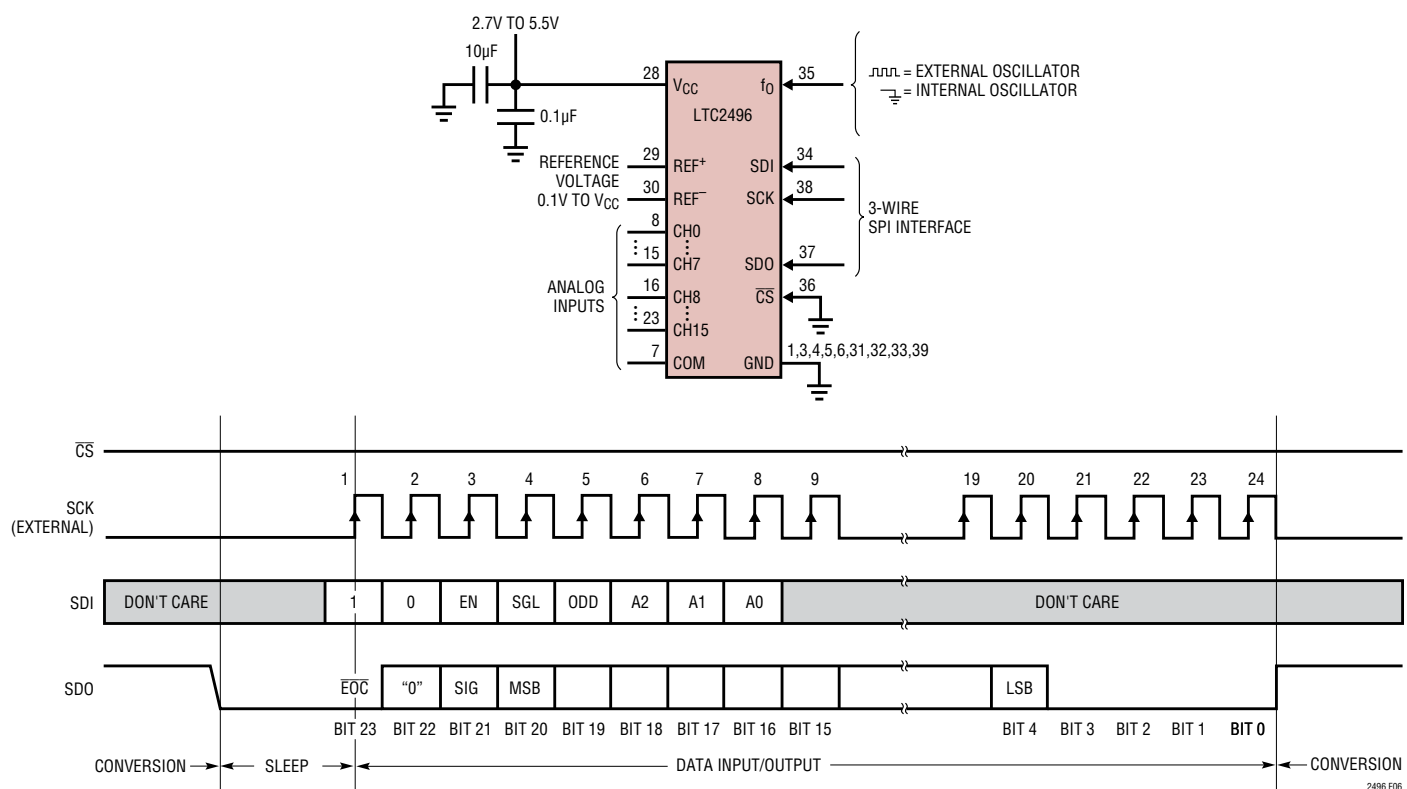 2.7V TO 5.5V
10µF
0.1µF
28
VCC
LTC2496
fO
35
= EXTERNAL OSCILLATOR
= INTERNAL OSCILLATOR
REFERENCE
VOLTAGE
0.1V TO VCC
29
REF+
30
REF–
SDI
34
SCK
38
3-WIRE
SPI INTERFACE
SDO
37
CS
36
GND
1,3,4,5,6,31,32,33,39
ANALOG
INPUTS
8
CH0
15
CH7
16
CH8
23
CH15
7
COM
CS
SCK
(EXTERNAL)
1 2 3 4 5 6 7 8 9 19 20 21 22 23 24
SDI
DON'T CARE 1 0 EN SGL ODD A2 A1 A0 DON'T CARE
SDO
EOC "0" SIG MSB LSB
BIT 23 BIT 22 BIT 21 BIT 20 BIT 19 BIT 18 BIT 17 BIT 16 BIT 15 BIT 4 BIT 3 BIT 2 BIT 1 BIT 0
CONVERSION SLEEP DATA INPUT/OUTPUT CONVERSION
2496 F06